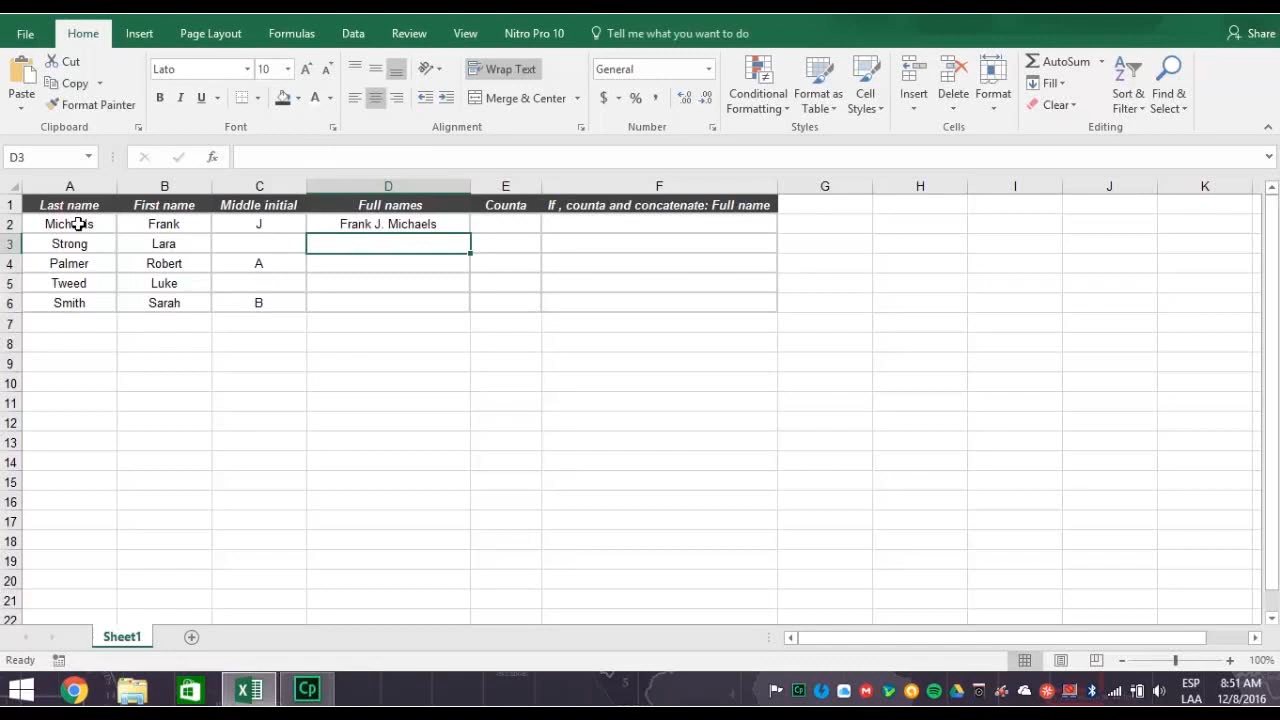 File Home Insert Page Layout Formulas Data Review View Nitro Pro 10 Tell me what you want to do Share
Paste Cut Copy Format Painter Clipboard
Lato 10 A A B I U A Font
Wrap Text Merge & Center Alignment
General $ % , Number
Conditional Formatting Format as Table Cell Styles Styles
Insert Delete Format Cells
AutoSum Fill Clear Sort & Filter Find & Select Editing
D3 fx
A B C D E F G H I J K
1 Last name First name Middle initial Full names Counta If , counta and concatenate: Full name
2 Frank J Frank J. Michaels
3 Strong Lara
4 Palmer Robert A
5 Tweed Luke
6 Smith Sarah B
7
8
9
10
11
12
13
14
15
16
17
18
19
20
21
22
Sheet1
Ready 100%
Cp ESP 8:51 AM
LAA 12/8/2016